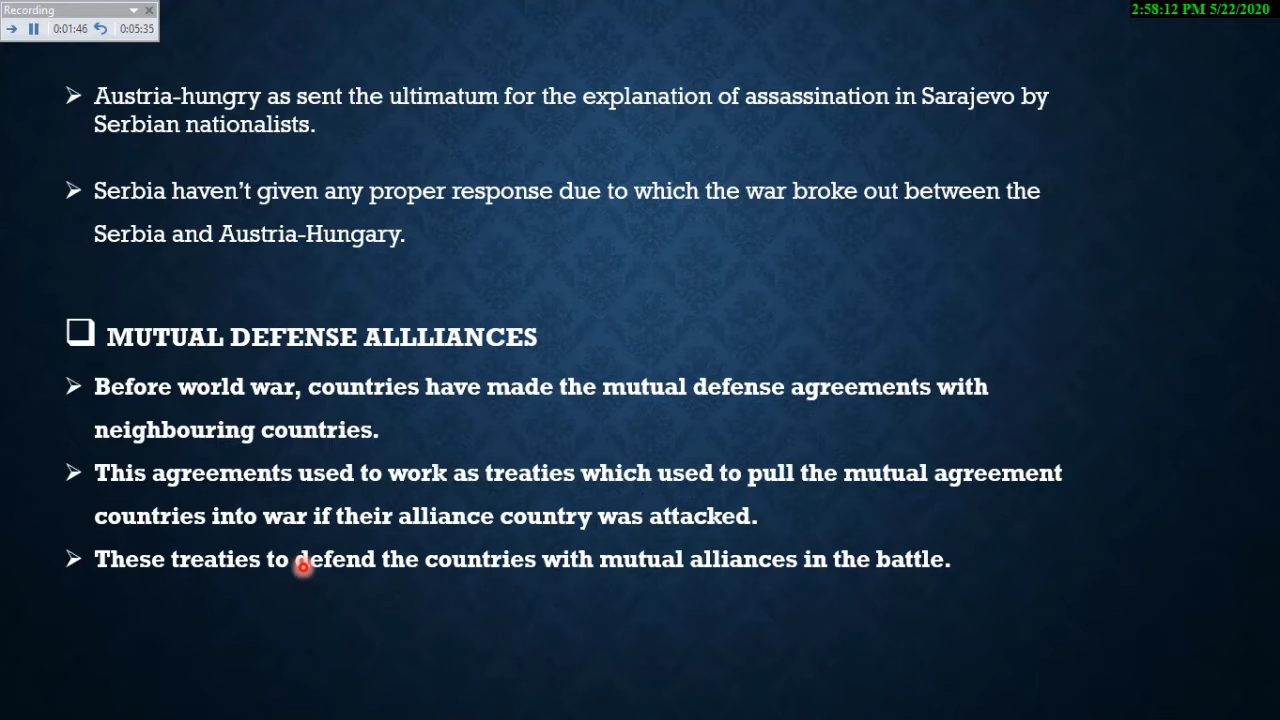 Recording
0:01:46 0:05:35
2:58:12 PM 5/22/2020
Austria-hungry as sent the ultimatum for the explanation of assassination in Sarajevo by
Serbian nationalists.
Serbia haven’t given any proper response due to which the war broke out between the
Serbia and Austria-Hungary.
MUTUAL DEFENSE ALLLIANCES
Before world war, countries have made the mutual defense agreements with
neighbouring countries.
This agreements used to work as treaties which used to pull the mutual agreement
countries into war if their alliance country was attacked.
These treaties to defend the countries with mutual alliances in the battle.